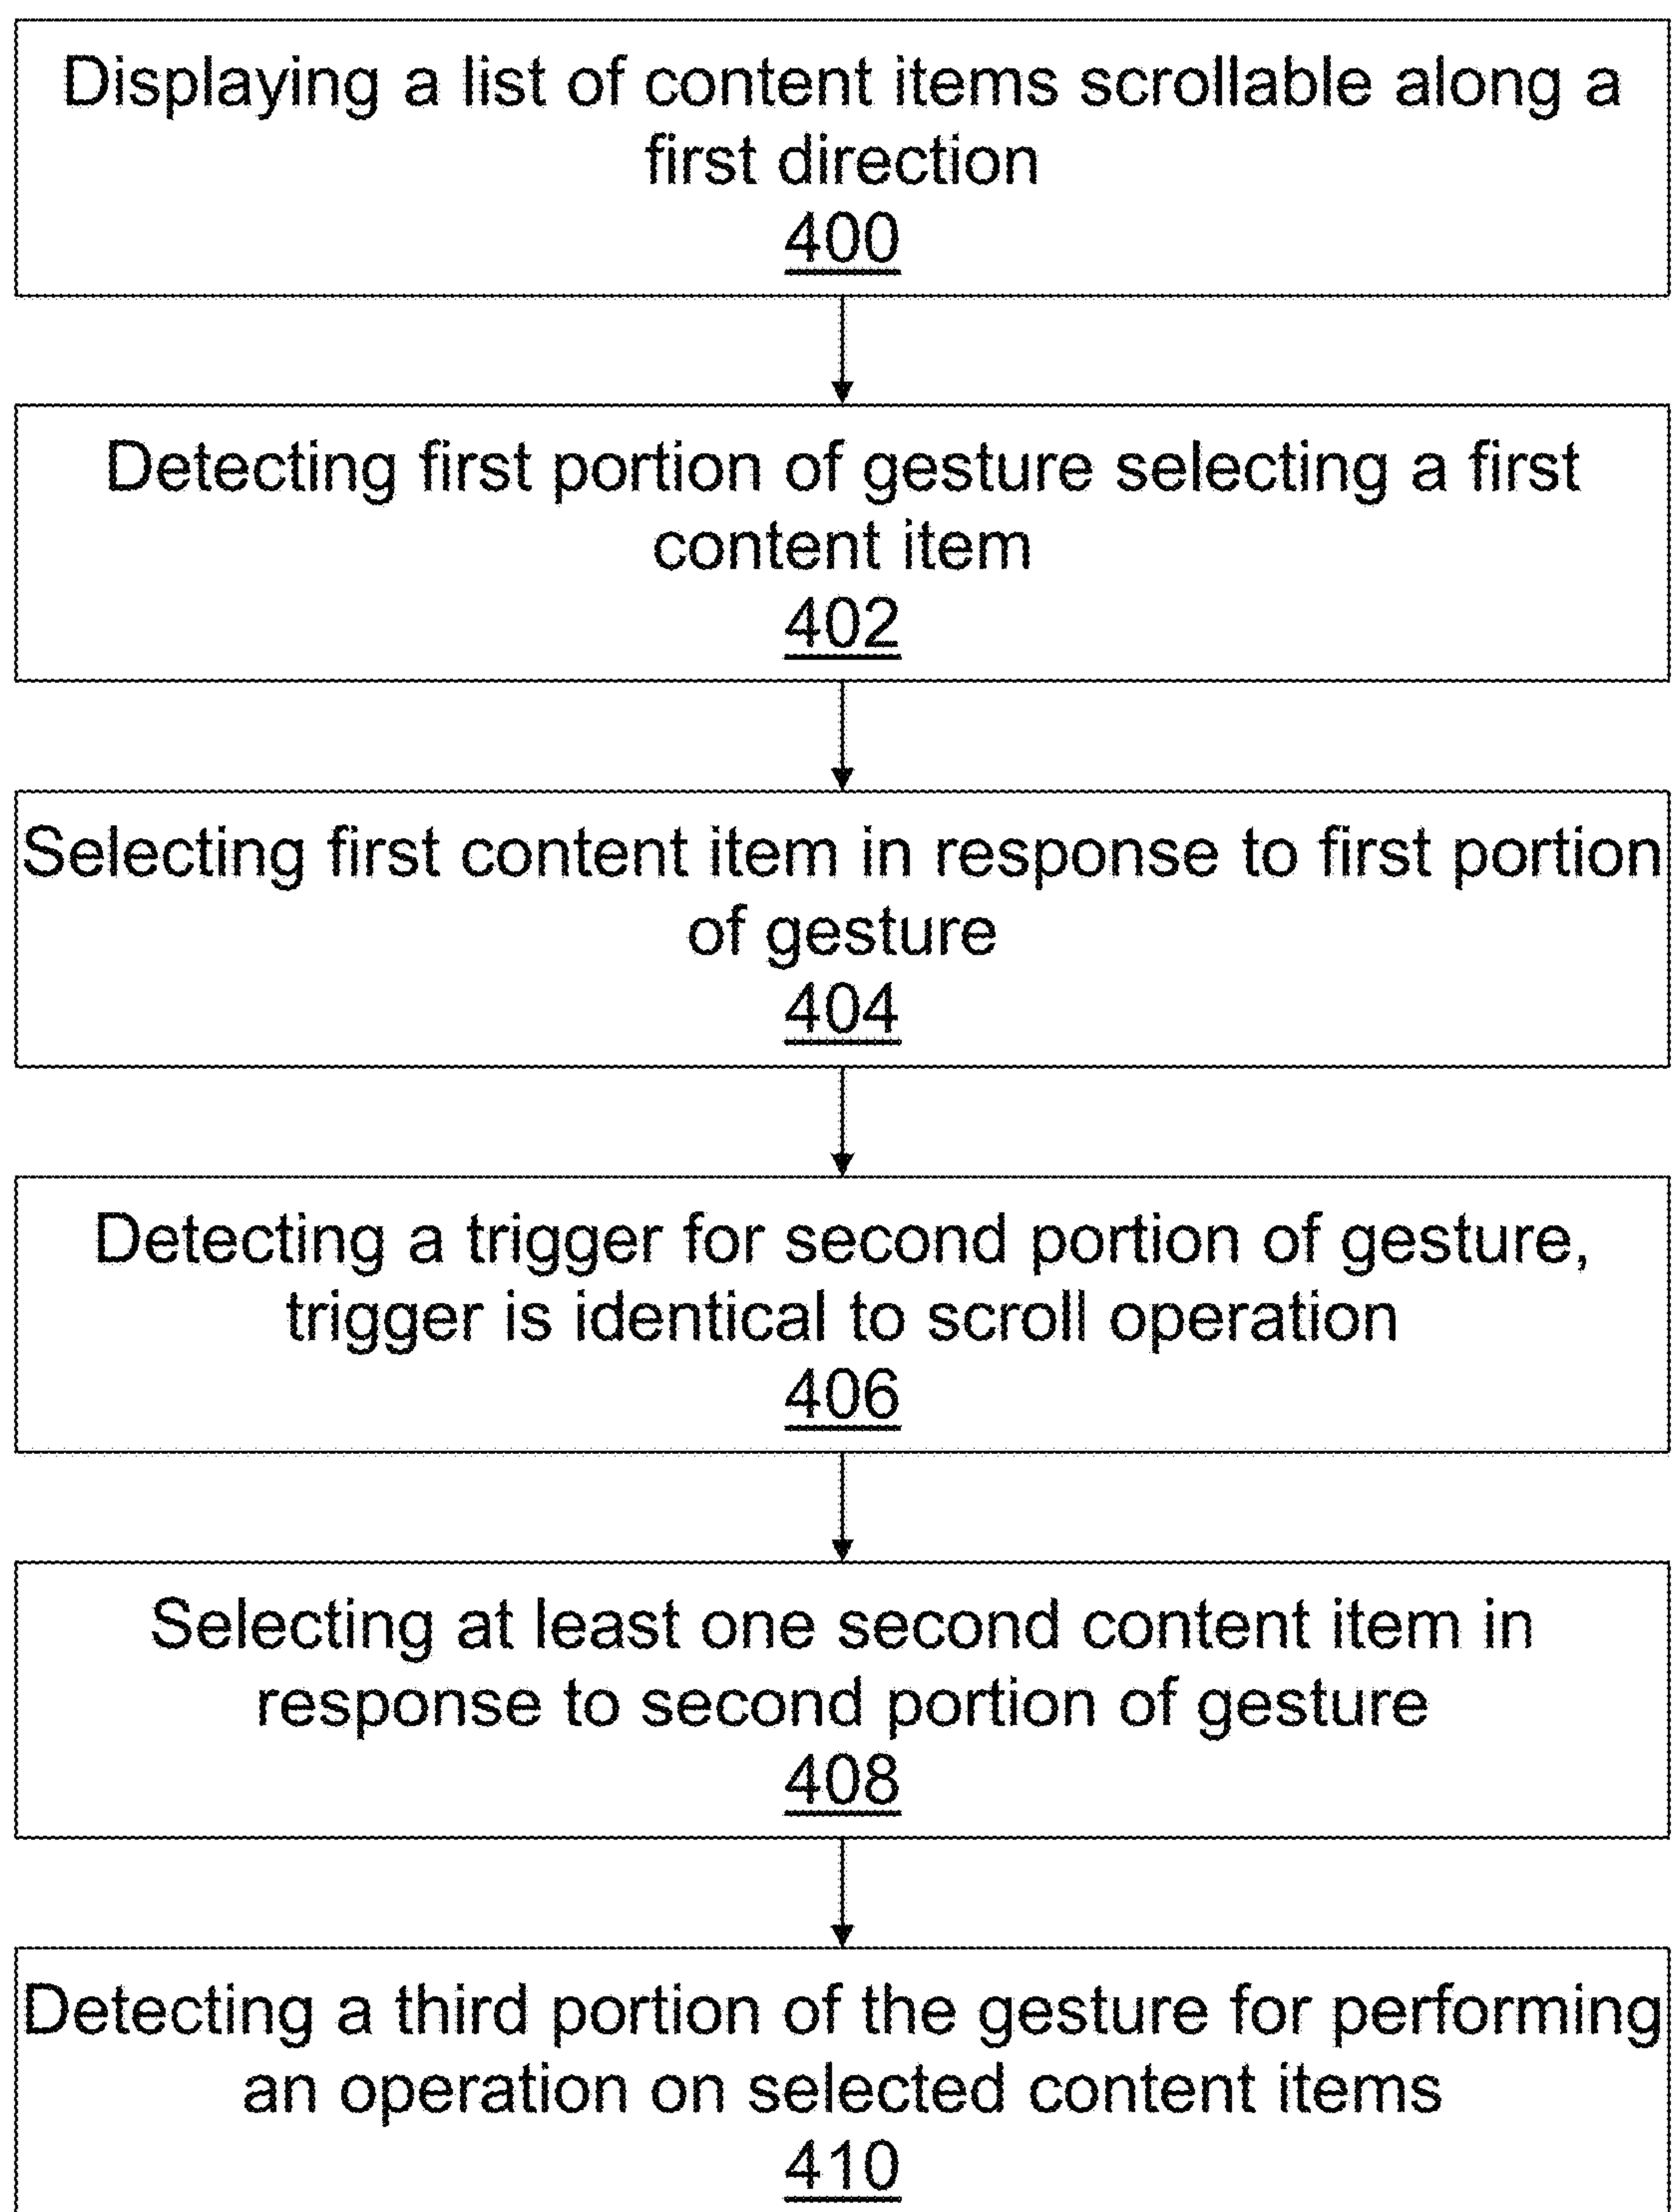 Displaying a list of content items scrollable along a
first direction
400
Detecting first portion of gesture selecting a first
content item
402
Selecting first content item in response to first portion
of gesture
404
Detecting a trigger for second portion of gesture,
trigger is identical to scroll operation
406
Selecting at least one second content item in
response to second portion of gesture
408
Detecting a third portion of the gesture for performing
an operation on selected content items
410